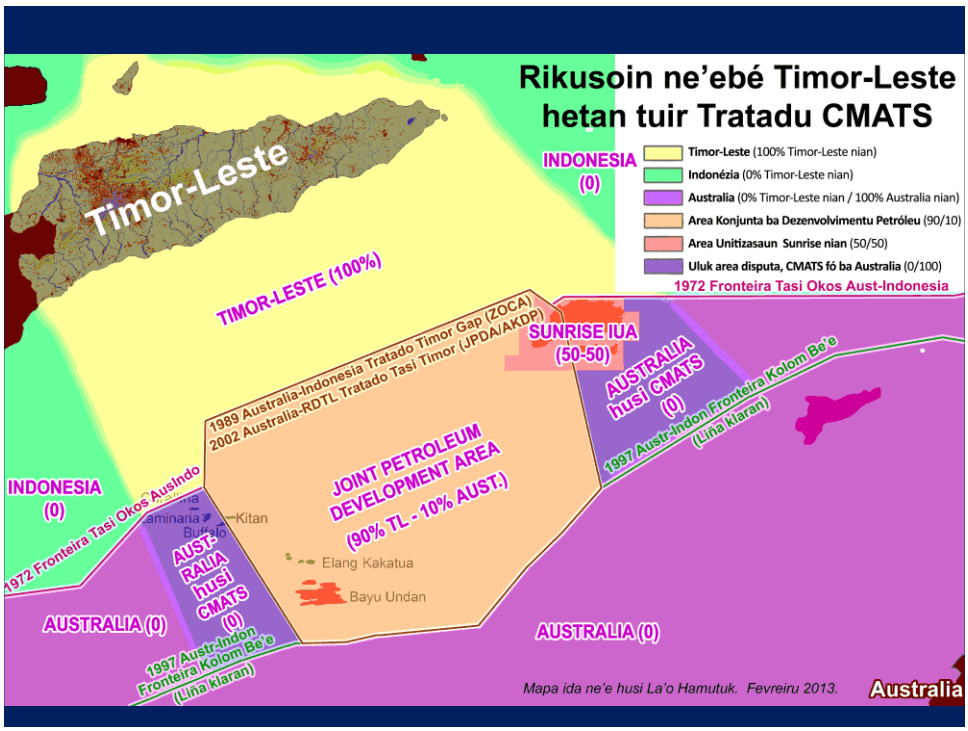 Rikusoin ne'ebé Timor-Leste
hetan tuir Tratadu CMATS
Timor-Leste (100% Timor-Leste nian)
Indonézia (0% Timor-Leste nian)
Australia (0% Timor-Leste nian / 100% Australia nian)
Area Konjunta ba Dezenvolvimentu Petróleu (90/10)
Area Unitizasaun Sunrise nian (50/50)
Uluk area disputa, CMATS fó ba Australia (0/100)
1972 Fronteira Tasi Okos Aust-Indonesia
INDONESIA
(0)
Timor-Leste
TIMOR-LESTE (100%)
SUNRISE IUA
(50-50)
1989 Australia-Indonesia Tratado Timor Gap (ZOCA)
2002 Australia-RDTL Tratado Tasi Timor (JPDA/AKDP)
AUSTRALIA
husi CMATS
(0)
1997 Austr-Indon Fronteira Kolom Be'e
(Liña klaran)
JOINT PETROLEUM
DEVELOPMENT AREA
(90% TL - 10% AUST.)
INDONESIA
(0)
1972 Fronteira Tasi Okos AusIndo
Laminaria
Kitan
Buffalo
AUST-
RALIA
husi
CMATS
(0)
Elang Kakatua
Bayu Undan
AUSTRALIA (0)
AUSTRALIA (0)
1997 Austr-Indon
Fronteira Kolom Be'e
(Liña klaran)
Mapa ida ne'e husi La'o Hamutuk. Fevreiru 2013.
Australia